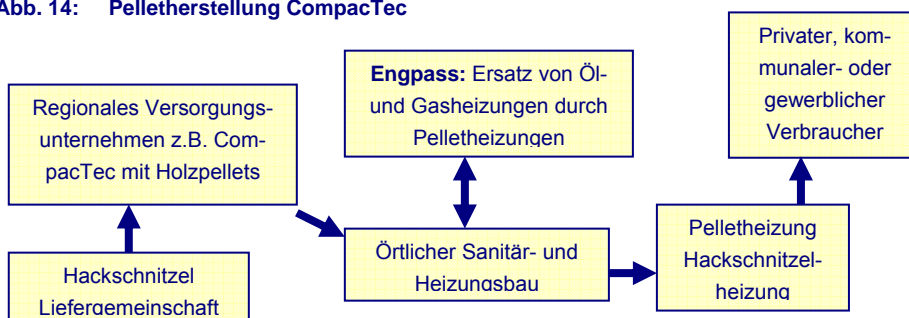 Abb. 14: Pelletherstellung CompacTec
Regionales Versorgungs-
unternehmen z.B. Com-
pacTec mit Holzpellets
Engpass: Ersatz von Öl-
und Gasheizungen durch
Pelletheizungen
Privater, kom-
munaler- oder
gewerblicher
Verbraucher
Hackschnitzel
Liefergemeinschaft
Örtlicher Sanitär- und
Heizungsbau
Pelletheizung
Hackschnitzel-
heizung